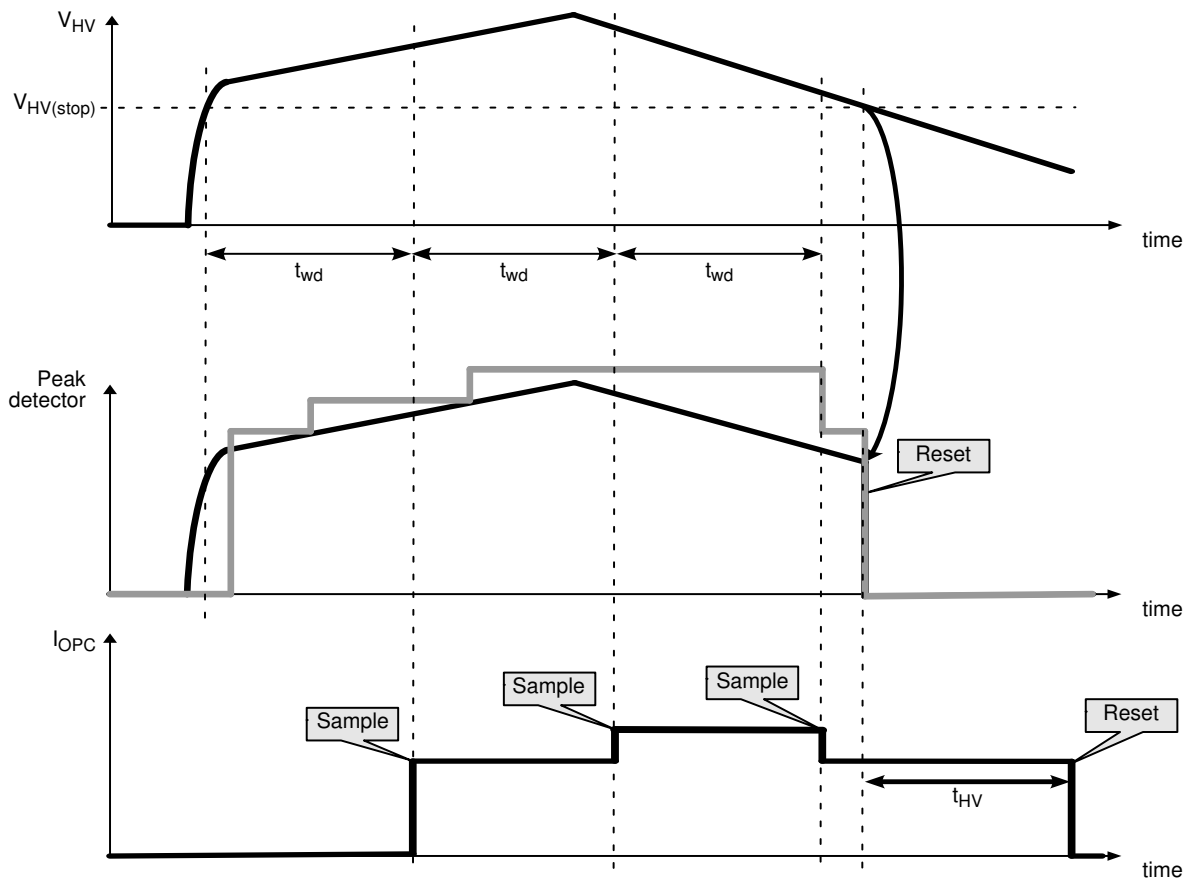 VHV
VHV(stop)
time
twd
twd
twd
Peak
detector
Reset
time
IOPC
Sample
Sample
Sample
Reset
tHV
time